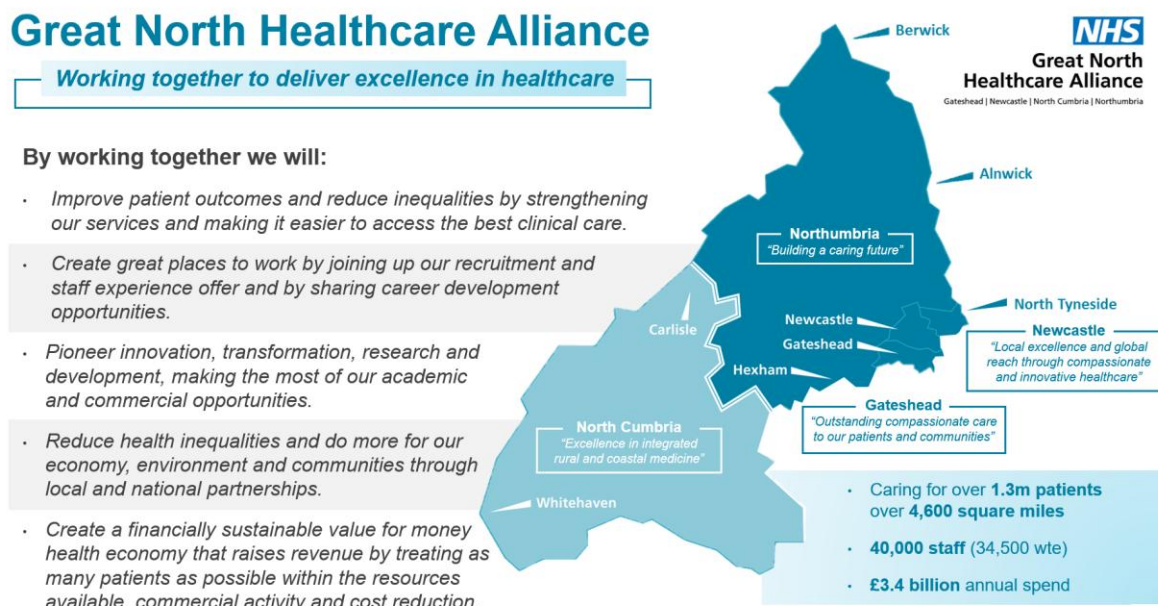 Great North Healthcare Alliance
Working together to deliver excellence in healthcare
NHS
Great North
Healthcare Alliance
Gateshead | Newcastle | North Cumbria | Northumbria
By working together we will:
· Improve patient outcomes and reduce inequalities by strengthening
our services and making it easier to access the best clinical care.
· Create great places to work by joining up our recruitment and
staff experience offer and by sharing career development
opportunities.
· Pioneer innovation, transformation, research and
development, making the most of our academic
and commercial opportunities.
· Reduce health inequalities and do more for our
economy, environment and communities through
local and national partnerships.
· Create a financially sustainable value for money
health economy that raises revenue by treating as
many patients as possible within the resources
available, commercial activity and cost reduction
Berwick
Alnwick
Northumbria
"Building a caring future"
North Tyneside
Newcastle
Gateshead
Hexham
Carlisle
Newcastle
"Local excellence and global
reach through compassionate
and innovative healthcare"
Gateshead
"Outstanding compassionate care
to our patients and communities"
North Cumbria
"Excellence in integrated
rural and coastal medicine"
Whitehaven
· Caring for over 1.3m patients
over 4,600 square miles
· 40,000 staff (34,500 wte)
· £3.4 billion annual spend